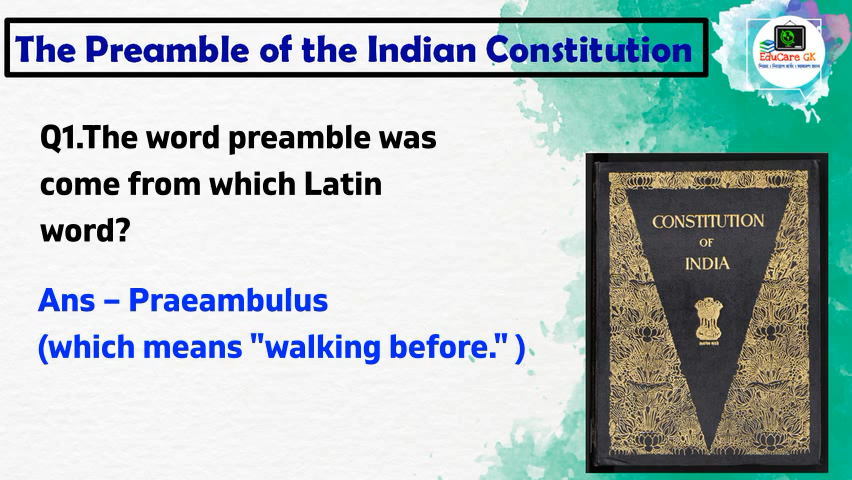 The Preamble of the Indian Constitution
EduCare GK
Q1.The word preamble was
come from which Latin
word?
Ans – Praeambulus
(which means "walking before." )
CONSTITUTION
OF
INDIA